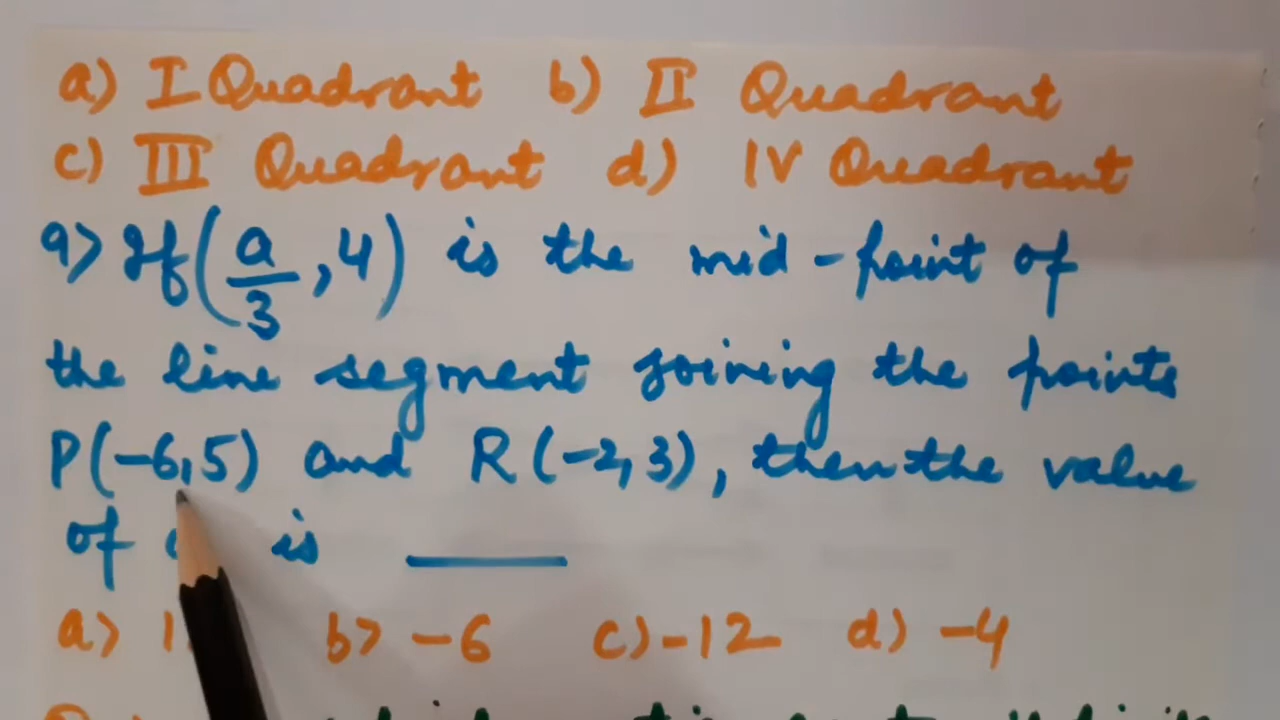 a) I Quadrant b) II Quadrant
c) III Quadrant d) IV Quadrant
9> If (a/3, 4) is the mid-point of
the line segment joining the points
P(-6,5) and R(-2,3), then the value
of is ____
a> b> -6 c) -12 d) -4